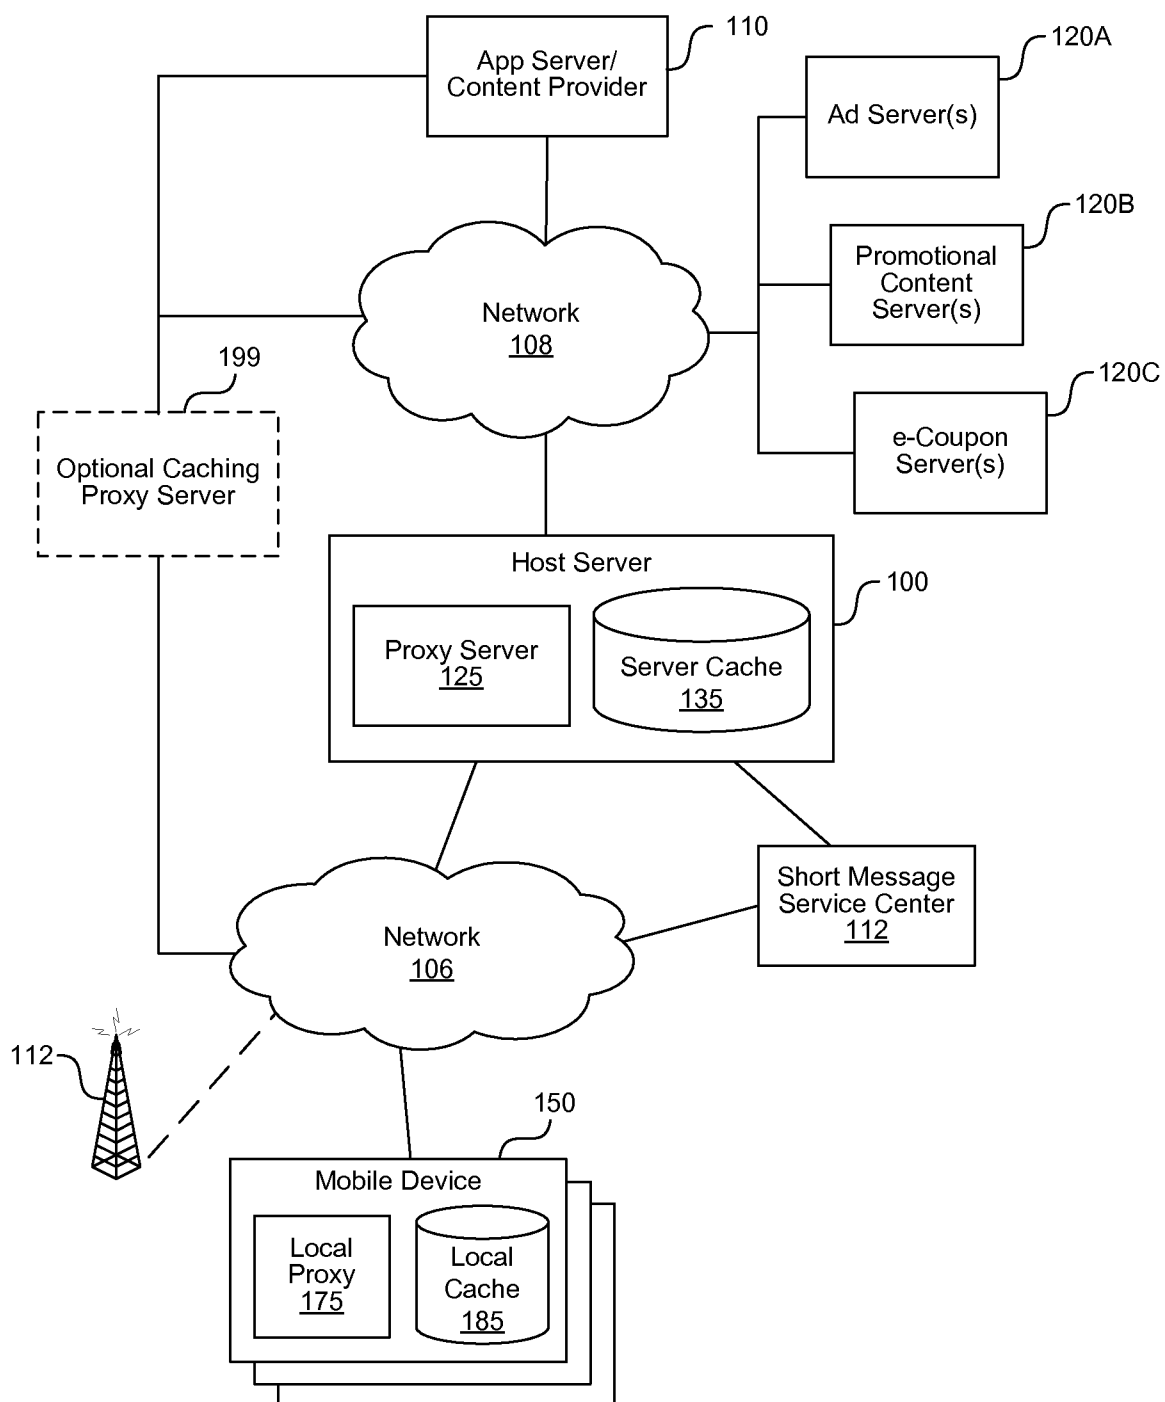 110
App Server/
Content Provider
120A
Ad Server(s)
120B
Promotional
Content
Server(s)
Network
108
199
120C
Optional Caching
Proxy Server
e-Coupon
Server(s)
Host Server
100
Proxy Server
125
Server Cache
135
Short Message
Service Center
112
Network
106
112
150
Mobile Device
Local
Proxy
175
Local
Cache
185